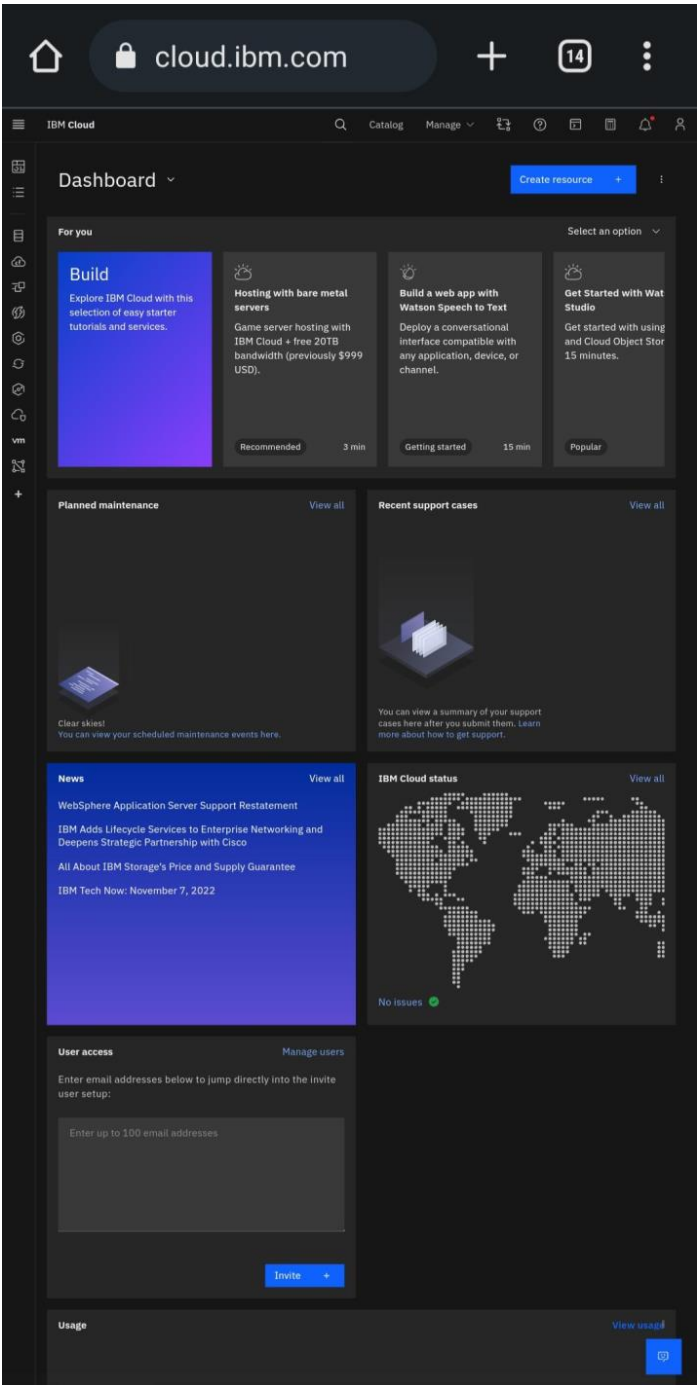 cloud.ibm.com
14
IBM Cloud
Catalog
Manage
Dashboard
Create resource +
For you
Select an option
Build
Explore IBM Cloud with this
selection of easy starter
tutorials and services.
Hosting with bare metal
servers
Game server hosting with
IBM Cloud + free 20TB
bandwidth (previously $999
USD).
Recommended
3 min
Build a web app with
Watson Speech to Text
Deploy a conversational
interface compatible with
any application, device, or
channel.
Getting started
15 min
Get Started with Wat
Studio
Get started with using
and Cloud Object Stor
15 minutes.
Popular
vm
Planned maintenance
View all
Clear skies!
You can view your scheduled maintenance events here.
Recent support cases
View all
You can view a summary of your support
cases here after you submit them. Learn
more about how to get support.
News
View all
WebSphere Application Server Support Restatement
IBM Adds Lifecycle Services to Enterprise Networking and
Deepens Strategic Partnership with Cisco
All About IBM Storage's Price and Supply Guarantee
IBM Tech Now: November 7, 2022
IBM Cloud status
View all
No issues
User access
Manage users
Enter email addresses below to jump directly into the invite
user setup:
Enter up to 100 email addresses
Invite +
Usage
View usage